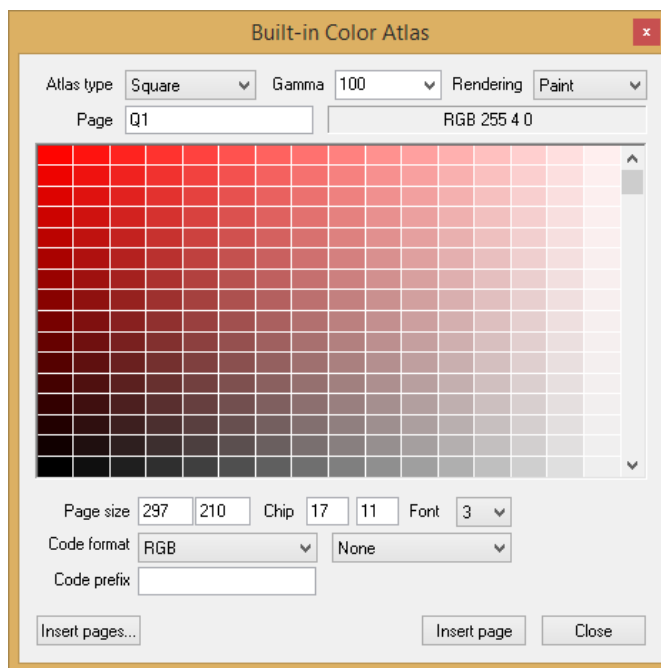 Built-in Color Atlas
x
Atlas type Square Gamma 100 Rendering Paint
Page Q1 RGB 255 4 0
Page size 297 210 Chip 17 11 Font 3
Code format RGB None
Code prefix
Insert pages... Insert page Close